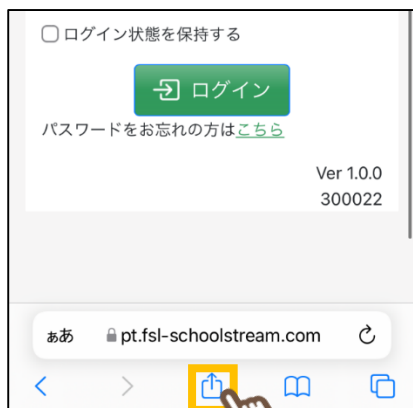 ログイン状態を保持する
ログイン
パスワードをお忘れの方はこちら
Ver 1.0.0
300022
ぁあ pt.fsl-schoolstream.com